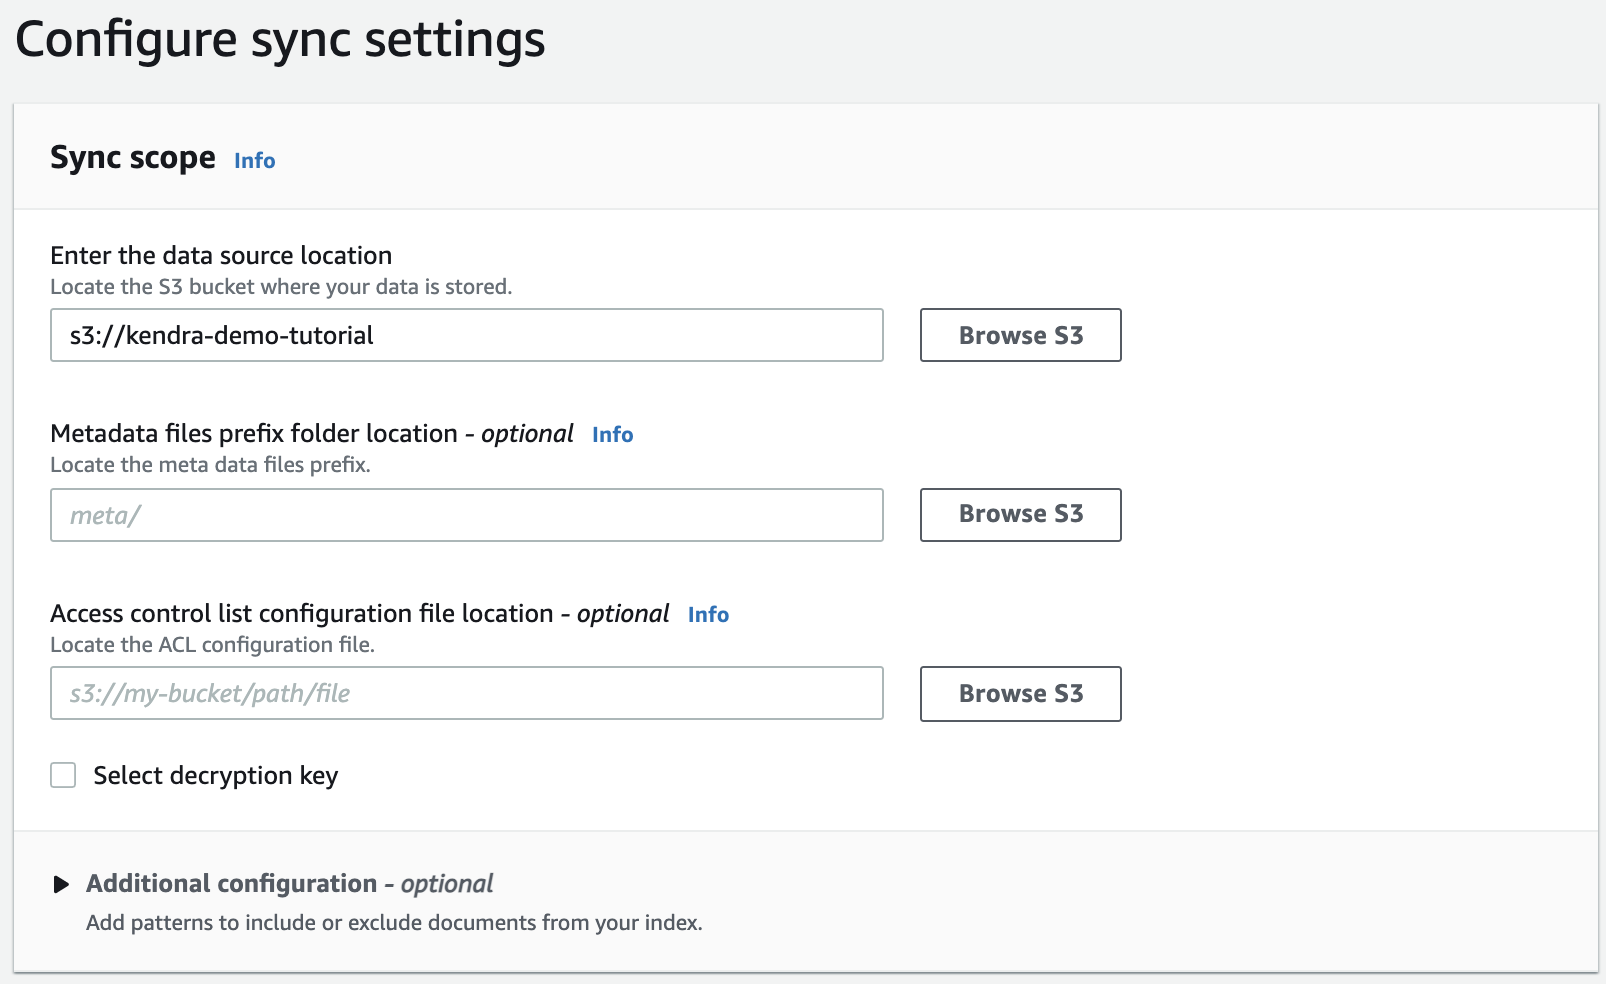 Configure sync settings
Sync scope Info
Enter the data source location
Locate the S3 bucket where your data is stored.
s3://kendra-demo-tutorial Browse S3
Metadata files prefix folder location - optional Info
Locate the meta data files prefix.
meta/ Browse S3
Access control list configuration file location - optional Info
Locate the ACL configuration file.
s3://my-bucket/path/file Browse S3
Select decryption key
Additional configuration - optional
Add patterns to include or exclude documents from your index.